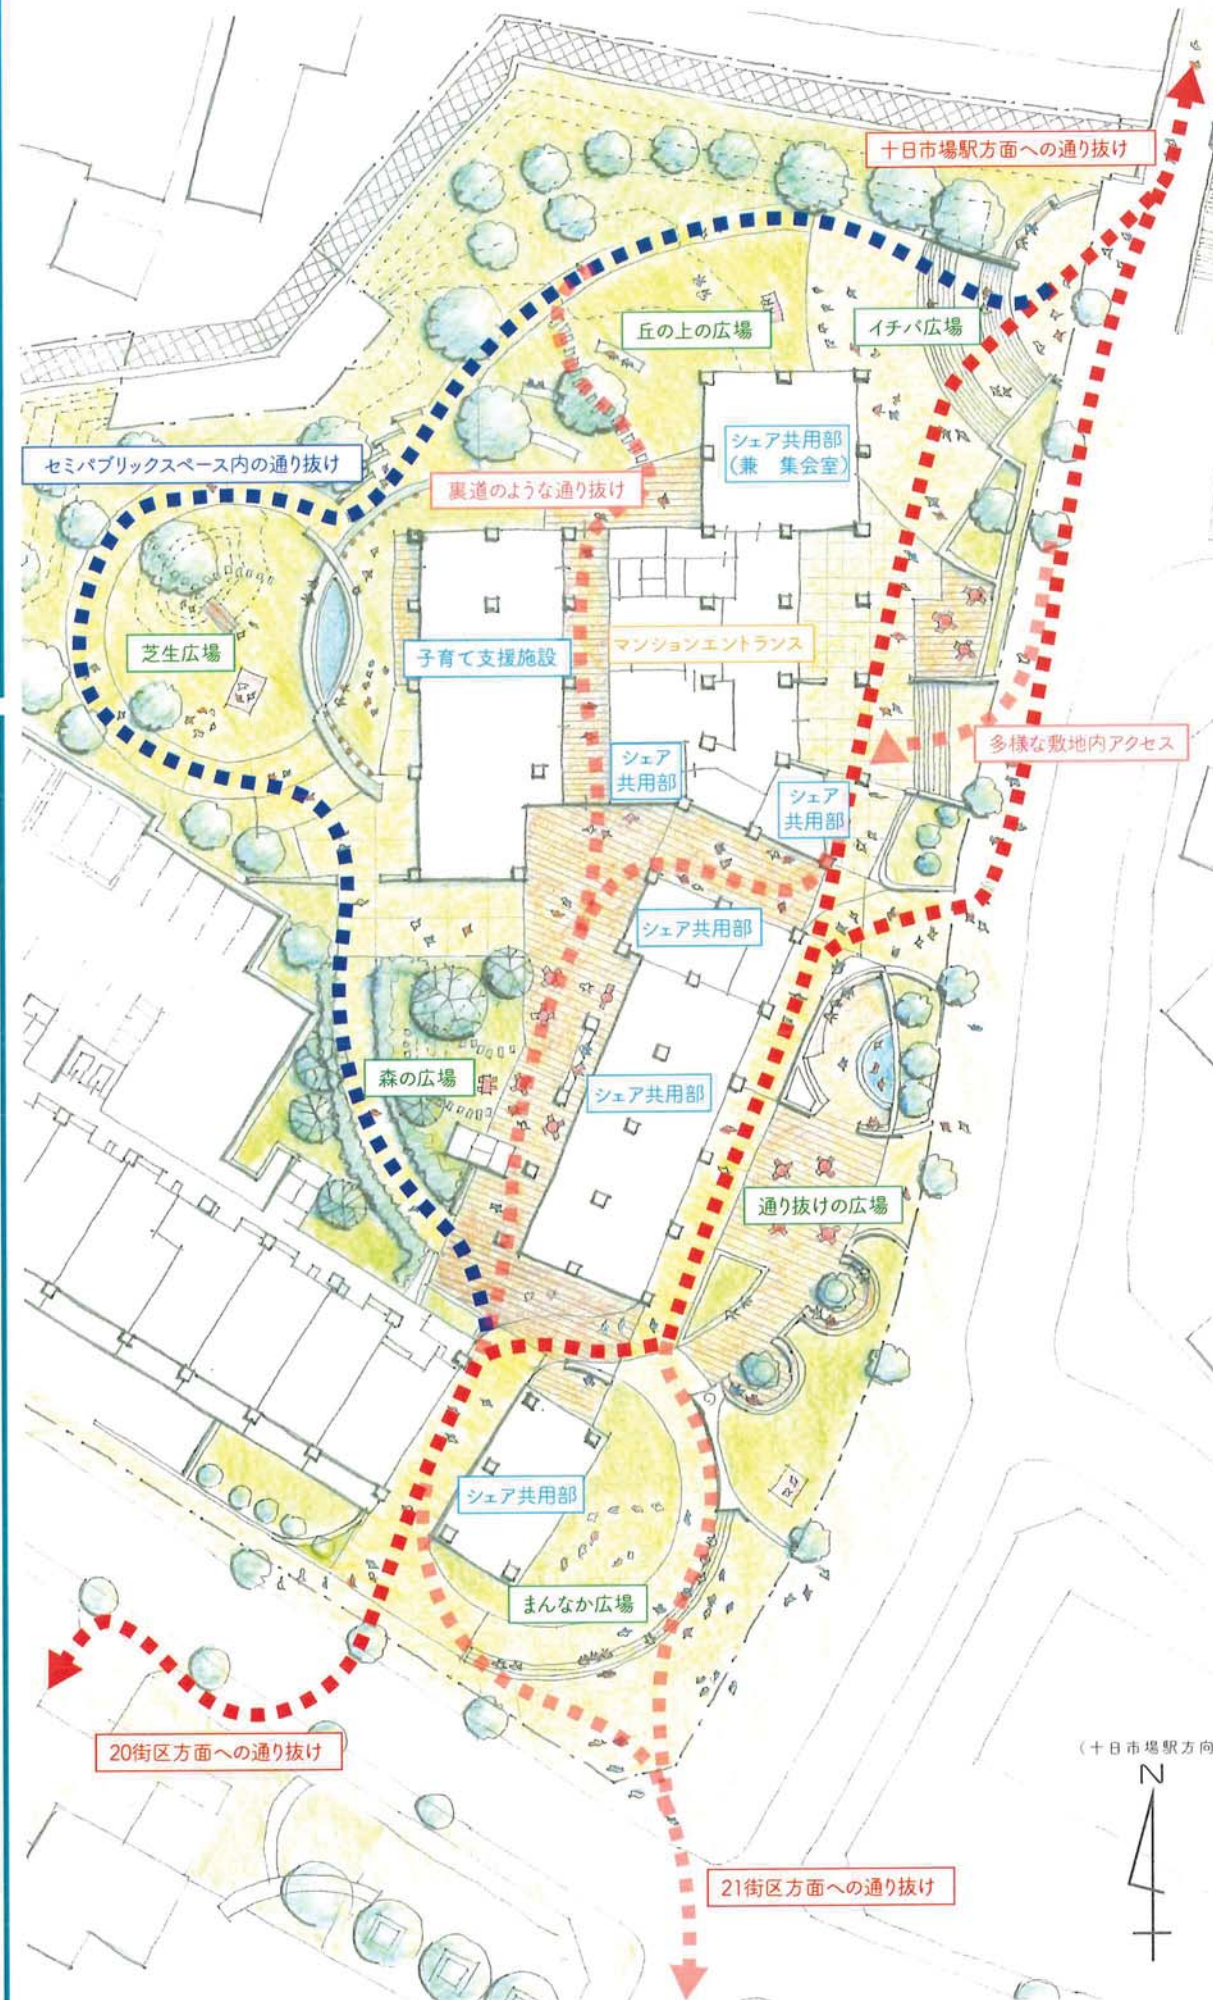 十日市場駅方面への通り抜け
丘の上の広場
イチバ広場
シェア共用部
(兼 集会室)
セミパブリックスペース内の通り抜け
裏道のような通り抜け
芝生広場
子育て支援施設
マンションエントランス
多様な敷地内アクセス
シェア
共用部
シェア
共用部
シェア共用部
森の広場
シェア共用部
通り抜けの広場
シェア共用部
まんなか広場
20街区方面への通り抜け
(十日市場駅方向
N
21街区方面への通り抜け